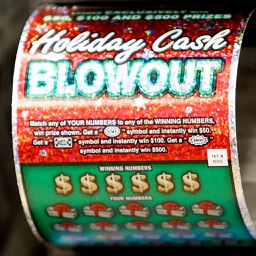 $50, $100 AND $500 PRIZES
Holiday Cash
BLOWOUT
Match any of YOUR NUMBERS to any of the WINNING NUMBERS,
win prize shown. Get a symbol and instantly win $50.
Get a symbol and instantly win $100. Get a
symbol and instantly win $500.
WINNING NUMBERS
$ $ $ $ $
YOUR NUMBERS